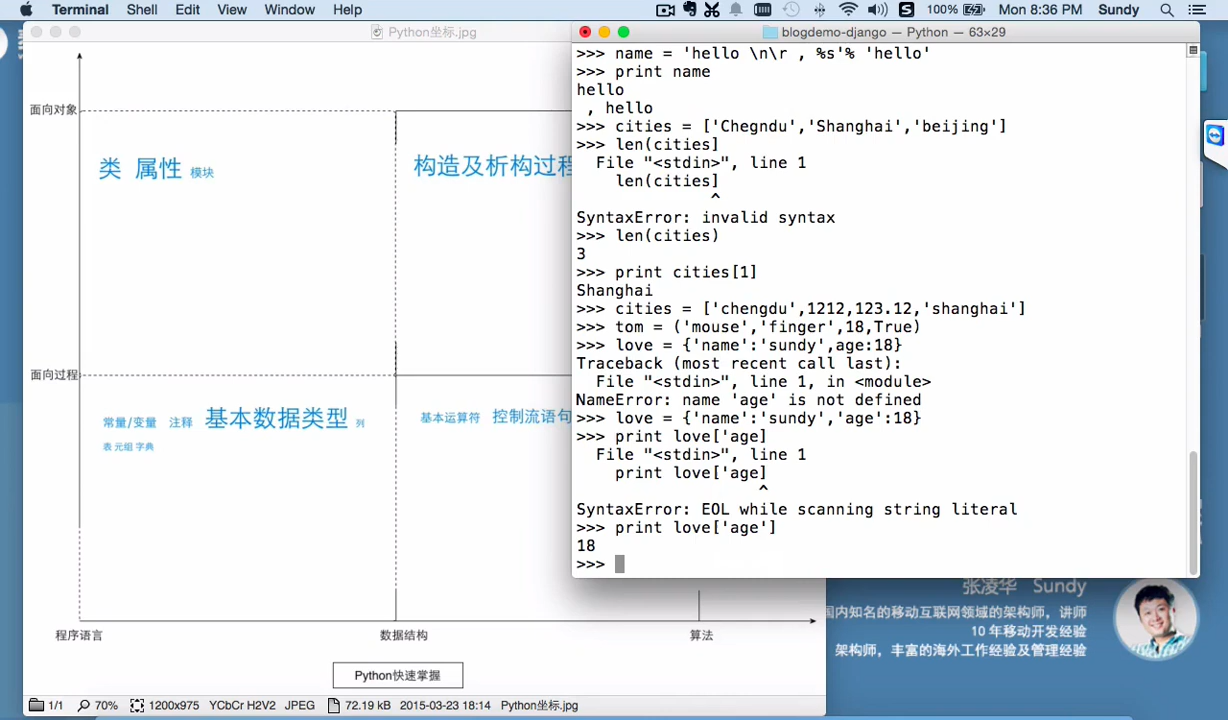 Terminal Shell Edit View Window Help
100% Mon 8:36 PM Sundy
Python坐标.jpg
面向对象
类 属性 模块
构造及析构过程
面向过程
常量/变量 注释 基本数据类型 列
表 元组 字典
基本运算符 控制流语句
程序语言
数据结构
算法
Python快速掌握
1/1 70% 1200x975 YCbCr H2V2 JPEG 72.19 kB 2015-03-23 18:14 Python坐标.jpg
blogdemo-django — Python — 63×29
>>> name = 'hello \n\r , %s'% 'hello'
>>> print name
hello
 , hello
>>> cities = ['Chegndu','Shanghai','beijing']
>>> len(cities]
  File "<stdin>", line 1
    len(cities]
              ^
SyntaxError: invalid syntax
>>> len(cities)
3
>>> print cities[1]
Shanghai
>>> cities = ['chengdu',1212,123.12,'shanghai']
>>> tom = ('mouse','finger',18,True)
>>> love = {'name':'sundy',age:18}
Traceback (most recent call last):
  File "<stdin>", line 1, in <module>
NameError: name 'age' is not defined
>>> love = {'name':'sundy','age':18}
>>> print love['age]
  File "<stdin>", line 1
    print love['age]
                   ^
SyntaxError: EOL while scanning string literal
>>> print love['age']
18
>>>
张凌华 Sundy
国内知名的移动互联网领域的架构师，讲师
10 年移动开发经验
架构师，丰富的海外工作经验及管理经验